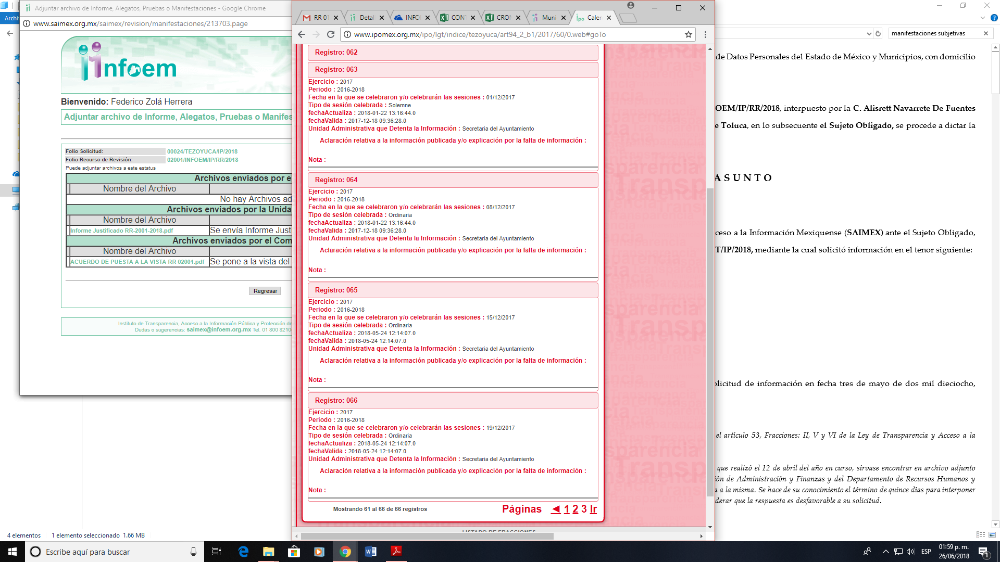 Adjuntar archivo de Informe, Alegatos, Pruebas o Manifestaciones - Google Chrome
www.saimex.org.mx/saimex/revision/manifestaciones/213703.page
infoem
Bienvenido: Federico Zolá Herrera
Adjuntar archivo de Informe, Alegatos, Pruebas o Manifes
Folio Solicitud: 00024/TEZOYUCA/IP/2018
Folio Recurso de Revisión: 02001/INFOEM/IP/RR/2018
Puede adjuntar archivos a este estatus
Archivos enviados por e
Nombre del Archivo
No hay Archivos ad
Archivos enviados por la Unida
Nombre del Archivo
Informe Justificado RR-2001-2018.pdf Se envía Informe Just
Archivos enviados por el Com
Nombre del Archivo
ACUERDO DE PUESTA A LA VISTA RR 02001.pdf Se pone a la vista del
Regresar
Instituto de Transparencia, Acceso a la Información Pública y Protección de
Dudas o sugerencias: saimex@infoem.org.mx Tel. 01 800 8210
Archiv
RR 01 Detall INFO CONT CRON Muni Caler
www.ipomex.org.mx/ipo/lgt/indice/tezoyuca/art94_2_b1/2017/60/0.web#goTo
Registro: 062
Registro: 063
Ejercicio : 2017
Periodo : 2016-2018
Fecha en la que se celebraron y/o celebrarán las sesiones : 01/12/2017
Tipo de sesión celebrada : Solemne
fechaActualiza : 2018-01-22 13:16:44.0
fechaValida : 2017-12-18 09:36:28.0
Unidad Administrativa que Detenta la Información : Secretaria del Ayuntamiento
Aclaración relativa a la información publicada y/o explicación por la falta de información :
Nota :
Registro: 064
Ejercicio : 2017
Periodo : 2016-2018
Fecha en la que se celebraron y/o celebrarán las sesiones : 08/12/2017
Tipo de sesión celebrada : Ordinaria
fechaActualiza : 2018-01-22 13:16:44.0
fechaValida : 2017-12-18 09:36:28.0
Unidad Administrativa que Detenta la Información : Secretaria del Ayuntamiento
Aclaración relativa a la información publicada y/o explicación por la falta de información :
Nota :
Registro: 065
Ejercicio : 2017
Periodo : 2016-2018
Fecha en la que se celebraron y/o celebrarán las sesiones : 15/12/2017
Tipo de sesión celebrada : Ordinaria
fechaActualiza : 2018-05-24 12:14:07.0
fechaValida : 2018-05-24 12:14:07.0
Unidad Administrativa que Detenta la Información : Secretaria del Ayuntamiento
Aclaración relativa a la información publicada y/o explicación por la falta de información :
Nota :
Registro: 066
Ejercicio : 2017
Periodo : 2016-2018
Fecha en la que se celebraron y/o celebrarán las sesiones : 19/12/2017
Tipo de sesión celebrada : Ordinaria
fechaActualiza : 2018-05-24 12:14:07.0
fechaValida : 2018-05-24 12:14:07.0
Unidad Administrativa que Detenta la Información : Secretaria del Ayuntamiento
Aclaración relativa a la información publicada y/o explicación por la falta de información :
Nota :
Mostrando 61 al 66 de 66 registros Páginas ◄ 1 2 3 Ir
manifestaciones subjetivas
de Datos Personales del Estado de México y Municipios, con domicilio
OEM/IP/RR/2018, interpuesto por la C. Alisrett Navarrete De Fuentes
e Toluca, en lo subsecuente el Sujeto Obligado, se procede a dictar la
A S U N T O
ceso a la Información Mexiquense (SAIMEX) ante el Sujeto Obligado,
T/IP/2018, mediante la cual solicitó información en el tenor siguiente:
olicitud de información en fecha tres de mayo de dos mil dieciocho,
el artículo 53, Fracciones: II, V y VI de la Ley de Transparencia y Acceso a la
que realizó el 12 de abril del año en curso, sírvase encontrar en archivo adjunto
ión de Administración y Finanzas y del Departamento de Recursos Humanos y
a a la misma. Se hace de su conocimiento el término de quince días para interponer
derar que la respuesta es desfavorable a su solicitud.
4 elementos 1 elemento seleccionado 1.66 MB
Escribe aquí para buscar
ESP
01:59 p. m.
26/06/2018
1